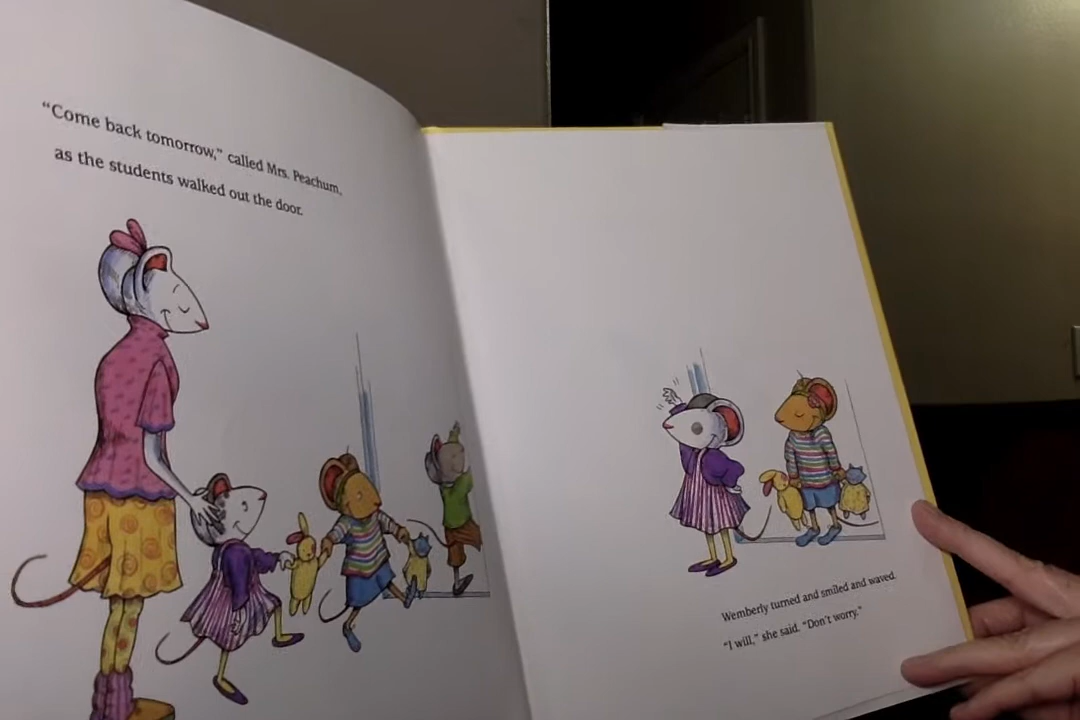 “Come back tomorrow,” called Mrs. Peachum,
as the students walked out the door.
Wemberly turned and smiled and waved.
“I will,” she said. “Don’t worry.”